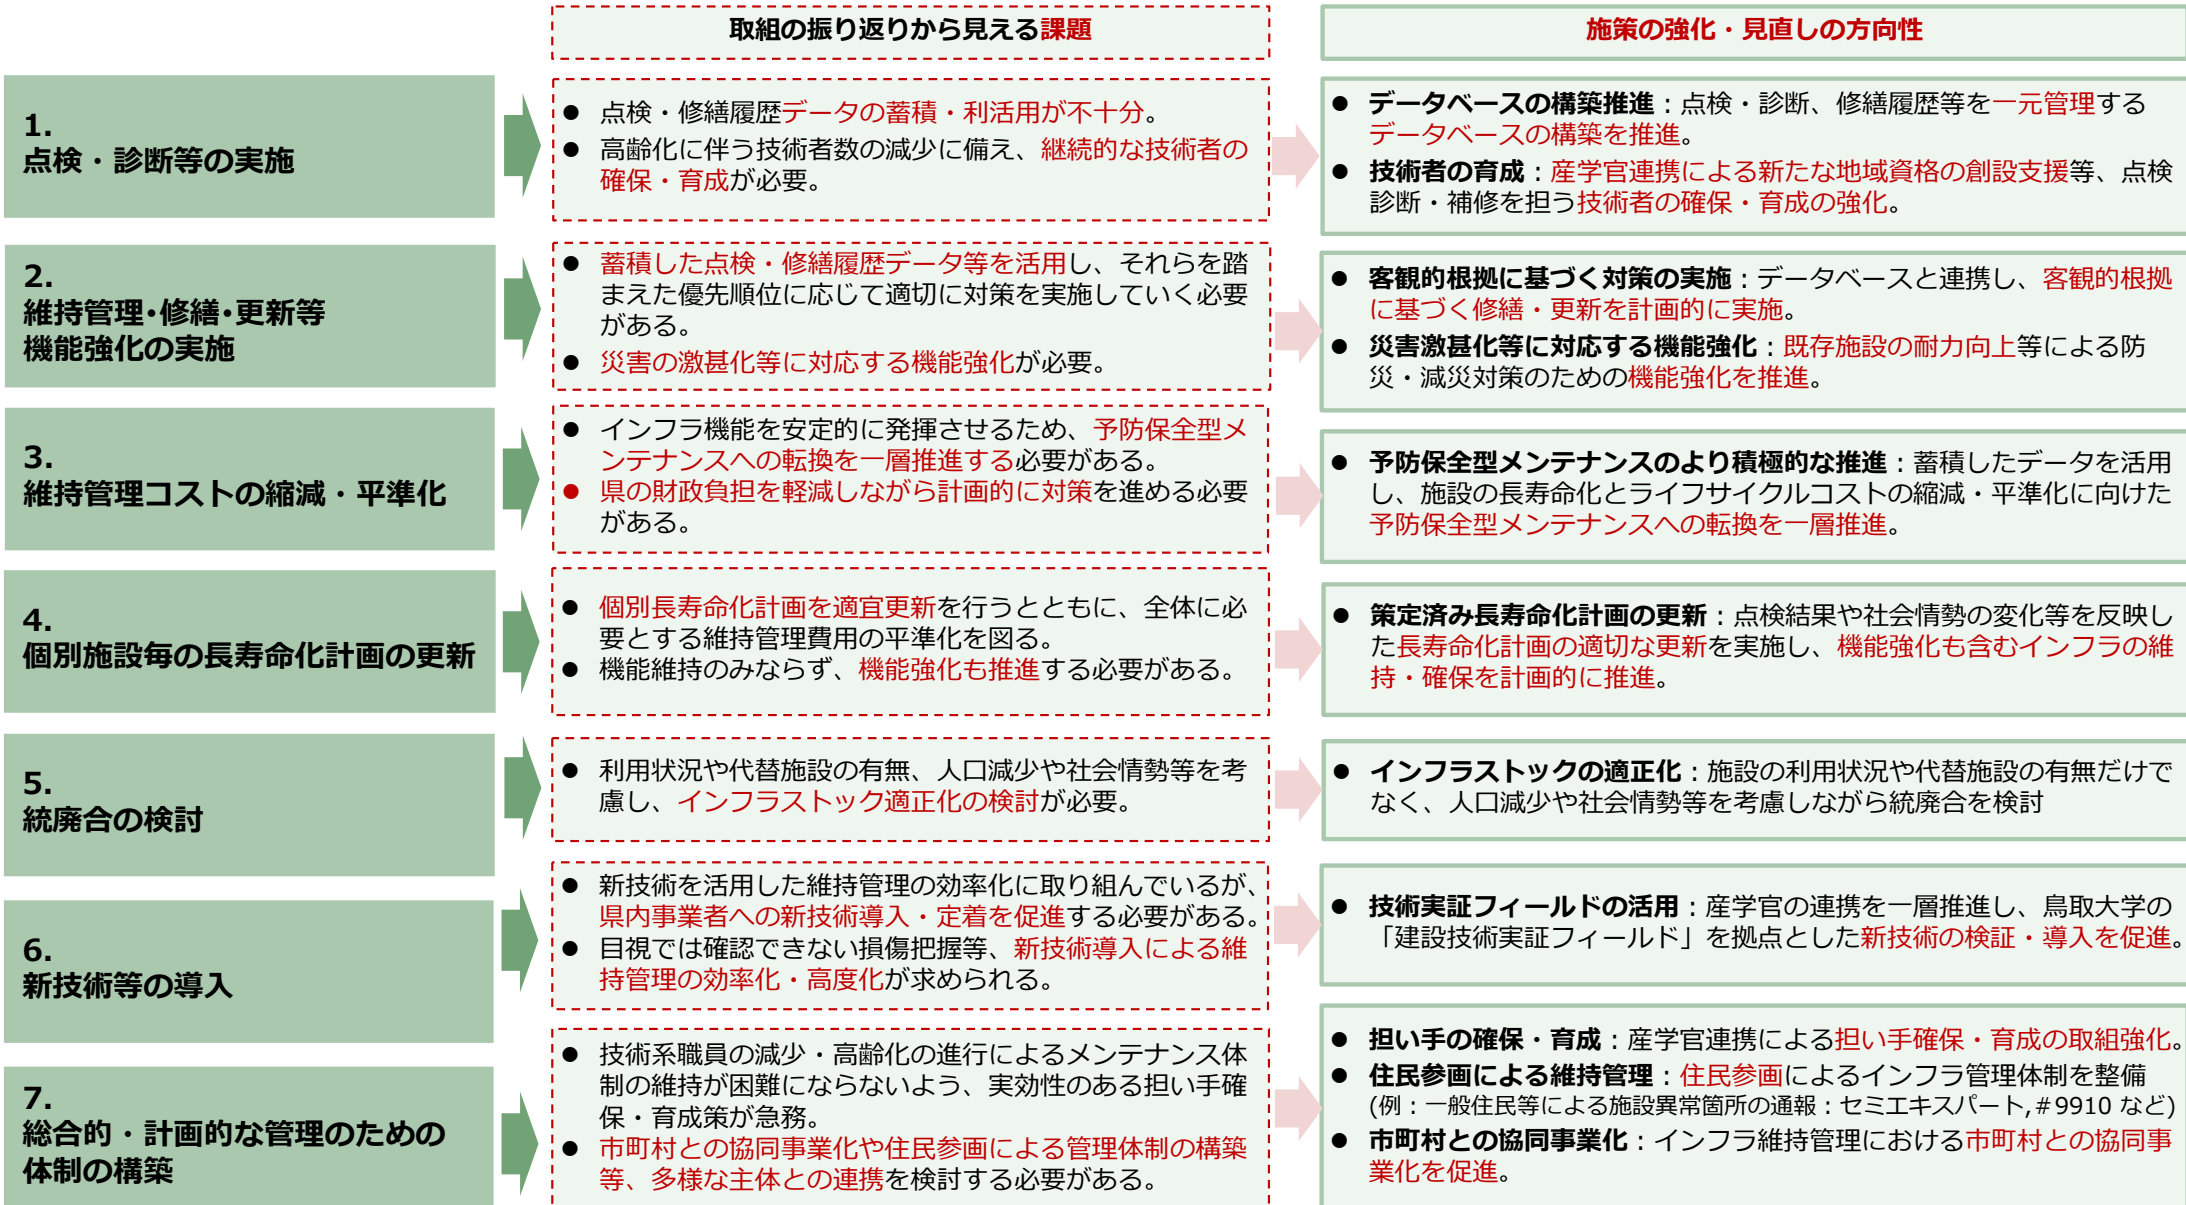 取組の振り返りから見える課題
施策の強化・見直しの方向性
1.
点検・診断等の実施
● 点検・修繕履歴データの蓄積・利活用が不十分。
● 高齢化に伴う技術者数の減少に備え、継続的な技術者の
確保・育成が必要。
● データベースの構築推進：点検・診断、修繕履歴等を一元管理する
データベースの構築を推進。
● 技術者の育成：産学官連携による新たな地域資格の創設支援等、点検
診断・補修を担う技術者の確保・育成の強化。
2.
維持管理・修繕・更新等
機能強化の実施
● 蓄積した点検・修繕履歴データ等を活用し、それらを踏
まえた優先順位に応じて適切に対策を実施していく必要
がある。
● 災害の激甚化等に対応する機能強化が必要。
● 客観的根拠に基づく対策の実施：データベースと連携し、客観的根拠
に基づく修繕・更新を計画的に実施。
● 災害激甚化等に対応する機能強化：既存施設の耐力向上等による防
災・減災対策のための機能強化を推進。
3.
維持管理コストの縮減・平準化
● インフラ機能を安定的に発揮させるため、予防保全型メ
ンテナンスへの転換を一層推進する必要がある。
● 県の財政負担を軽減しながら計画的に対策を進める必要
がある。
● 予防保全型メンテナンスのより積極的な推進：蓄積したデータを活用
し、施設の長寿命化とライフサイクルコストの縮減・平準化に向けた
予防保全型メンテナンスへの転換を一層推進。
4.
個別施設毎の長寿命化計画の更新
● 個別長寿命化計画を適宜更新を行うとともに、全体に必
要とする維持管理費用の平準化を図る。
● 機能維持のみならず、機能強化も推進する必要がある。
● 策定済み長寿命化計画の更新：点検結果や社会情勢の変化等を反映し
た長寿命化計画の適切な更新を実施し、機能強化も含むインフラの維
持・確保を計画的に推進。
5.
統廃合の検討
● 利用状況や代替施設の有無、人口減少や社会情勢等を考
慮し、インフラストック適正化の検討が必要。
● インフラストックの適正化：施設の利用状況や代替施設の有無だけで
なく、人口減少や社会情勢等を考慮しながら統廃合を検討
6.
新技術等の導入
● 新技術を活用した維持管理の効率化に取り組んでいるが、
県内事業者への新技術導入・定着を促進する必要がある。
● 目視では確認できない損傷把握等、新技術導入による維
持管理の効率化・高度化が求められる。
● 技術実証フィールドの活用：産学官の連携を一層推進し、鳥取大学の
「建設技術実証フィールド」を拠点とした新技術の検証・導入を促進。
7.
総合的・計画的な管理のための
体制の構築
● 技術系職員の減少・高齢化の進行によるメンテナンス体
制の維持が困難にならないよう、実効性のある担い手確
保・育成策が急務。
● 市町村との協同事業化や住民参画による管理体制の構築
等、多様な主体との連携を検討する必要がある。
● 担い手の確保・育成：産学官連携による担い手確保・育成の取組強化。
● 住民参画による維持管理：住民参画によるインフラ管理体制を整備
(例：一般住民等による施設異常箇所の通報：セミエキスパート,＃9910 など)
● 市町村との協同事業化：インフラ維持管理における市町村との協同事
業化を促進。